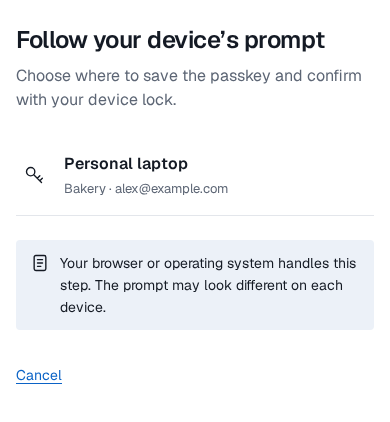 Follow your device’s prompt
Choose where to save the passkey and confirm
with your device lock.
Personal laptop
Bakery · alex@example.com
Your browser or operating system handles this
step. The prompt may look different on each
device.
Cancel